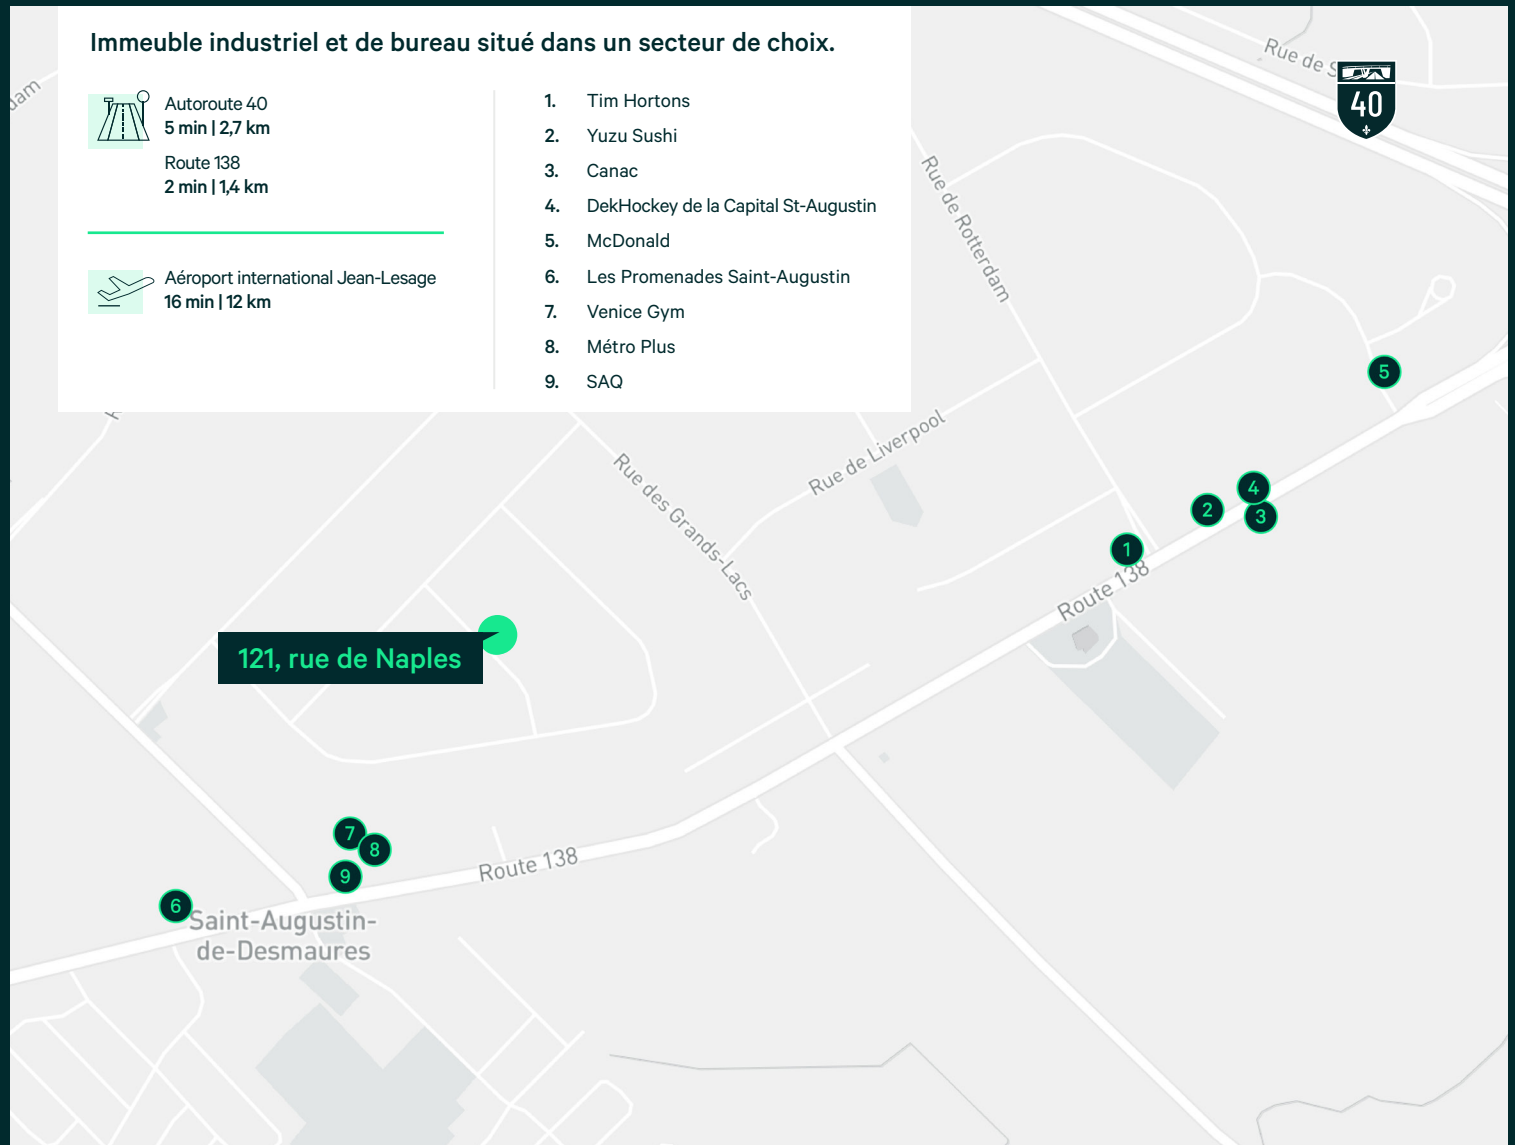 Immeuble industriel et de bureau situé dans un secteur de choix.
Autoroute 40
5 min | 2,7 km
Route 138
2 min | 1,4 km
Aéroport international Jean-Lesage
16 min | 12 km
1. Tim Hortons
2. Yuzu Sushi
3. Canac
4. DekHockey de la Capital St-Augustin
5. McDonald
6. Les Promenades Saint-Augustin
7. Venice Gym
8. Métro Plus
9. SAQ
dam
Rue de S
40
Rue de Rotterdam
5
Rue de Liverpool
Rue des Grands-Lacs
4
2
3
1
Route 138
121, rue de Naples
7
8
9
Route 138
6
Saint-Augustin-
de-Desmaures